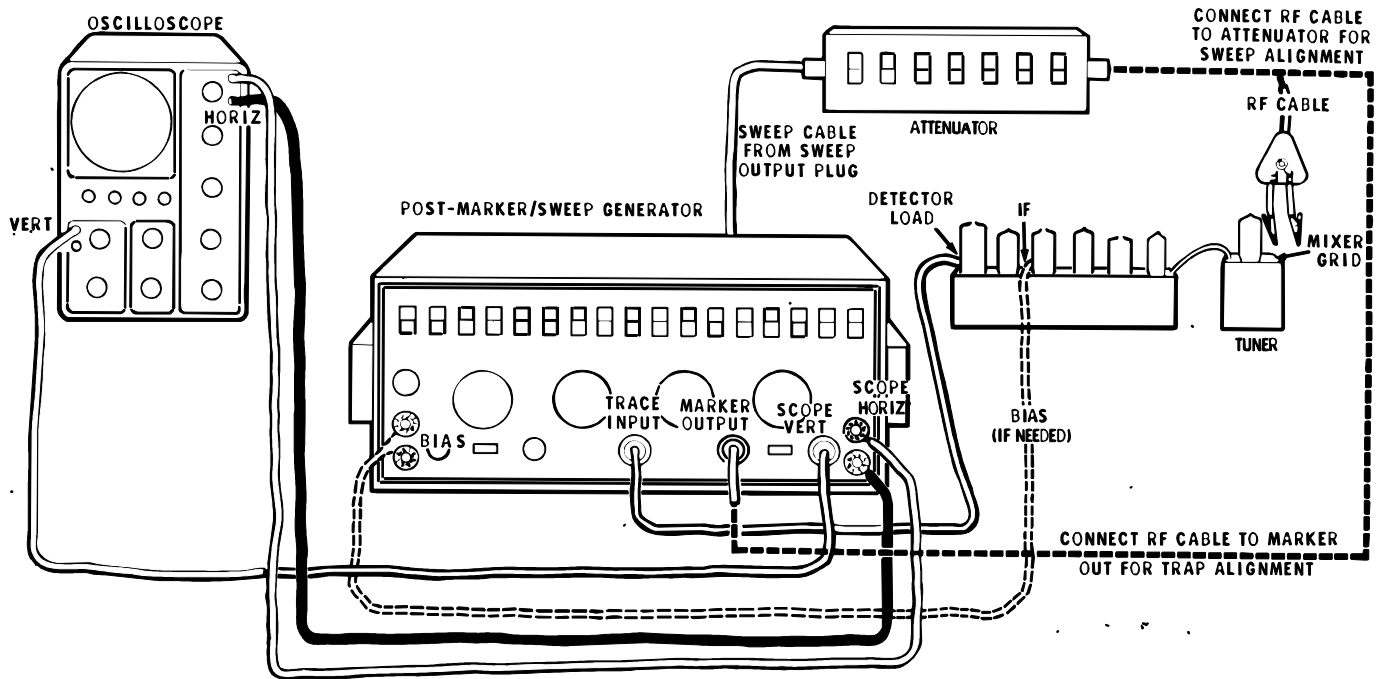 OSCILLOSCOPE
HORIZ
VERT
CONNECT RF CABLE
TO ATTENUATOR FOR
SWEEP ALIGNMENT
RF CABLE
ATTENUATOR
SWEEP CABLE
FROM SWEEP
OUTPUT PLUG
POST-MARKER/SWEEP GENERATOR
DETECTOR
LOAD
IF
MIXER
GRID
TUNER
TRACE
INPUT
MARKER
OUTPUT
SCOPE
VERT
SCOPE
HORIZ
BIAS
BIAS
(IF NEEDED)
CONNECT RF CABLE TO MARKER
OUT FOR TRAP ALIGNMENT